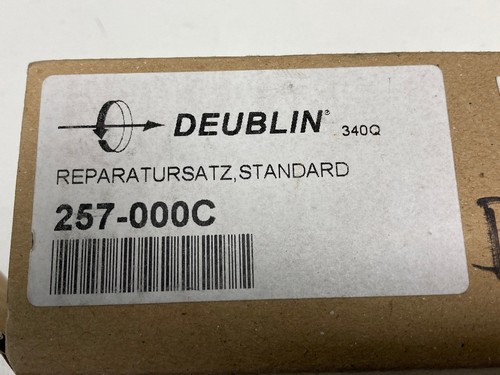 DEUBLIN® 340Q
REPARATURSATZ,STANDARD
257-000C